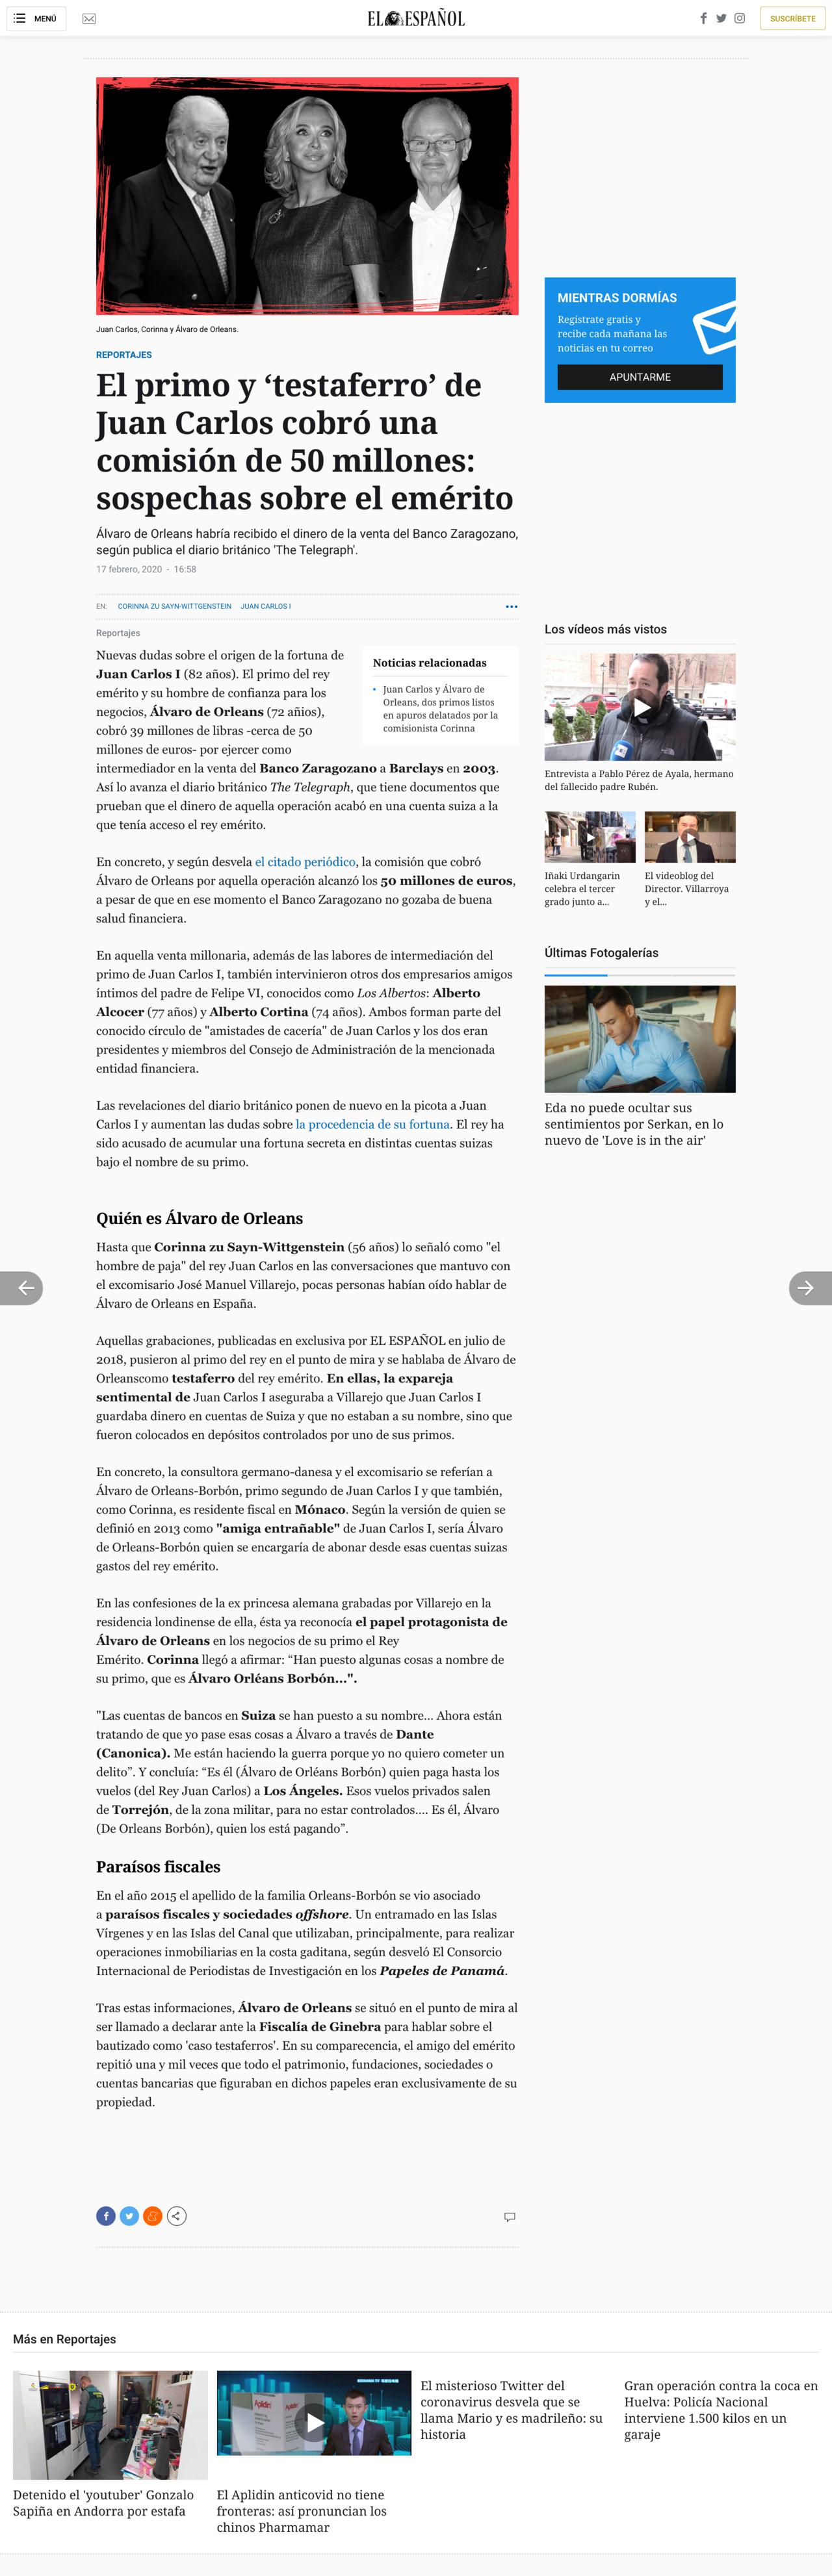 MENÚ
EL ESPAÑOL
SUSCRÍBETE
Juan Carlos, Corinna y Álvaro de Orleans.
REPORTAJES
El primo y ‘testaferro’ de
Juan Carlos cobró una
comisión de 50 millones:
sospechas sobre el emérito
Álvaro de Orleans habría recibido el dinero de la venta del Banco Zaragozano,
según publica el diario británico 'The Telegraph'.
17 febrero, 2020 - 16:58
EN: CORINNA ZU SAYN-WITTGENSTEIN JUAN CARLOS I
Reportajes
Nuevas dudas sobre el origen de la fortuna de
Juan Carlos I (82 años). El primo del rey
emérito y su hombre de confianza para los
negocios, Álvaro de Orleans (72 aiños),
cobró 39 millones de libras -cerca de 50
millones de euros- por ejercer como
intermediador en la venta del Banco Zaragozano a Barclays en 2003.
Así lo avanza el diario británico The Telegraph, que tiene documentos que
prueban que el dinero de aquella operación acabó en una cuenta suiza a la
que tenía acceso el rey emérito.
Noticias relacionadas
Juan Carlos y Álvaro de
Orleans, dos primos listos
en apuros delatados por la
comisionista Corinna
En concreto, y según desvela el citado periódico, la comisión que cobró
Álvaro de Orleans por aquella operación alcanzó los 50 millones de euros,
a pesar de que en ese momento el Banco Zaragozano no gozaba de buena
salud financiera.
En aquella venta millonaria, además de las labores de intermediación del
primo de Juan Carlos I, también intervinieron otros dos empresarios amigos
íntimos del padre de Felipe VI, conocidos como Los Albertos: Alberto
Alcocer (77 años) y Alberto Cortina (74 años). Ambos forman parte del
conocido círculo de "amistades de cacería" de Juan Carlos y los dos eran
presidentes y miembros del Consejo de Administración de la mencionada
entidad financiera.
Las revelaciones del diario británico ponen de nuevo en la picota a Juan
Carlos I y aumentan las dudas sobre la procedencia de su fortuna. El rey ha
sido acusado de acumular una fortuna secreta en distintas cuentas suizas
bajo el nombre de su primo.
Quién es Álvaro de Orleans
Hasta que Corinna zu Sayn-Wittgenstein (56 años) lo señaló como "el
hombre de paja" del rey Juan Carlos en las conversaciones que mantuvo con
el excomisario José Manuel Villarejo, pocas personas habían oído hablar de
Álvaro de Orleans en España.
Aquellas grabaciones, publicadas en exclusiva por EL ESPAÑOL en julio de
2018, pusieron al primo del rey en el punto de mira y se hablaba de Álvaro de
Orleanscomo testaferro del rey emérito. En ellas, la expareja
sentimental de Juan Carlos I aseguraba a Villarejo que Juan Carlos I
guardaba dinero en cuentas de Suiza y que no estaban a su nombre, sino que
fueron colocados en depósitos controlados por uno de sus primos.
En concreto, la consultora germano-danesa y el excomisario se referían a
Álvaro de Orleans-Borbón, primo segundo de Juan Carlos I y que también,
como Corinna, es residente fiscal en Mónaco. Según la versión de quien se
definió en 2013 como "amiga entrañable" de Juan Carlos I, sería Álvaro
de Orleans-Borbón quien se encargaría de abonar desde esas cuentas suizas
gastos del rey emérito.
En las confesiones de la ex princesa alemana grabadas por Villarejo en la
residencia londinense de ella, ésta ya reconocía el papel protagonista de
Álvaro de Orleans en los negocios de su primo el Rey
Emérito. Corinna llegó a afirmar: “Han puesto algunas cosas a nombre de
su primo, que es Álvaro Orléans Borbón...".
"Las cuentas de bancos en Suiza se han puesto a su nombre... Ahora están
tratando de que yo pase esas cosas a Álvaro a través de Dante
(Canonica). Me están haciendo la guerra porque yo no quiero cometer un
delito”. Y concluía: “Es él (Álvaro de Orléans Borbón) quien paga hasta los
vuelos (del Rey Juan Carlos) a Los Ángeles. Esos vuelos privados salen
de Torrejón, de la zona militar, para no estar controlados.... Es él, Álvaro
(De Orleans Borbón), quien los está pagando”.
Paraísos fiscales
En el año 2015 el apellido de la familia Orleans-Borbón se vio asociado
a paraísos fiscales y sociedades offshore. Un entramado en las Islas
Vírgenes y en las Islas del Canal que utilizaban, principalmente, para realizar
operaciones inmobiliarias en la costa gaditana, según desveló El Consorcio
Internacional de Periodistas de Investigación en los Papeles de Panamá.
Tras estas informaciones, Álvaro de Orleans se situó en el punto de mira al
ser llamado a declarar ante la Fiscalía de Ginebra para hablar sobre el
bautizado como 'caso testaferros'. En su comparecencia, el amigo del emérito
repitió una y mil veces que todo el patrimonio, fundaciones, sociedades o
cuentas bancarias que figuraban en dichos papeles eran exclusivamente de su
propiedad.
MIENTRAS DORMÍAS
Regístrate gratis y
recibe cada mañana las
noticias en tu correo
APUNTARME
Los vídeos más vistos
Entrevista a Pablo Pérez de Ayala, hermano
del fallecido padre Rubén.
Iñaki Urdangarin
celebra el tercer
grado junto a...
El videoblog del
Director. Villarroya
y el...
Últimas Fotogalerías
Eda no puede ocultar sus
sentimientos por Serkan, en lo
nuevo de 'Love is in the air'
Más en Reportajes
Detenido el 'youtuber' Gonzalo
Sapiña en Andorra por estafa
Aplidin
El Aplidin anticovid no tiene
fronteras: así pronuncian los
chinos Pharmamar
El misterioso Twitter del
coronavirus desvela que se
llama Mario y es madrileño: su
historia
Gran operación contra la coca en
Huelva: Policía Nacional
interviene 1.500 kilos en un
garaje